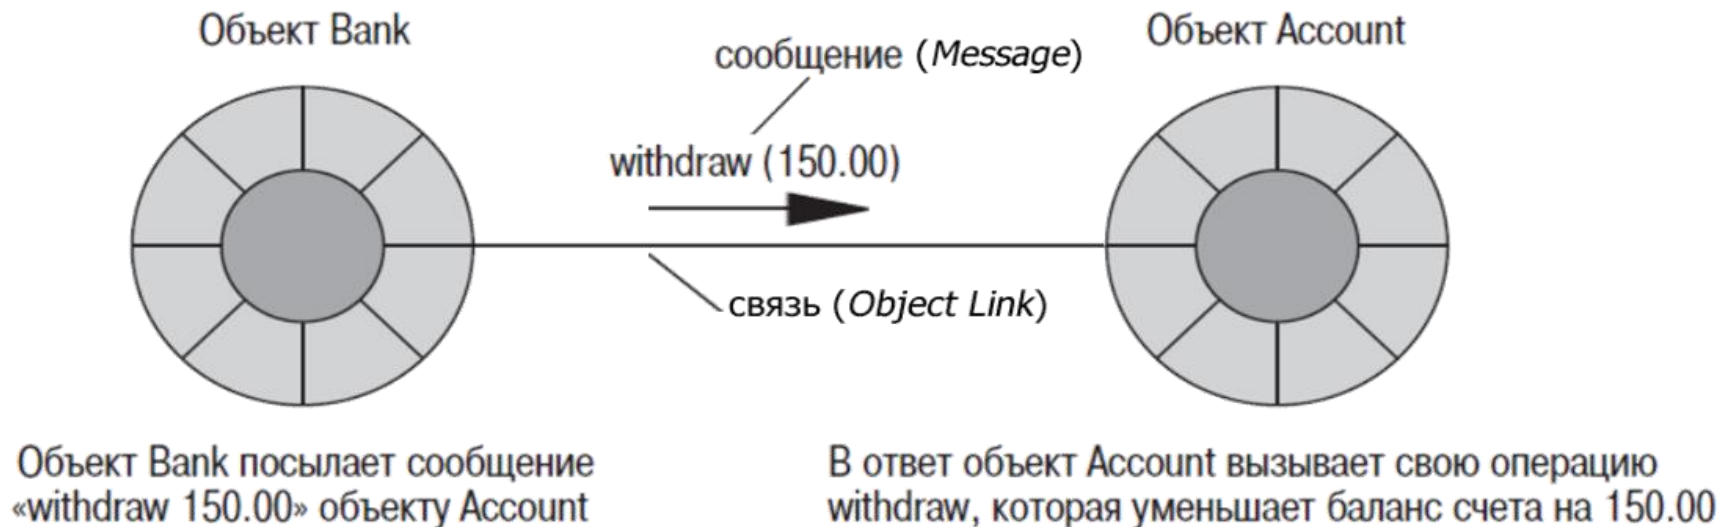 Объект Bank
Объект Account
сообщение (Message)
withdraw (150.00)
связь (Object Link)
Объект Bank посылает сообщение
«withdraw 150.00» объекту Account
В ответ объект Account вызывает свою операцию
withdraw, которая уменьшает баланс счета на 150.00